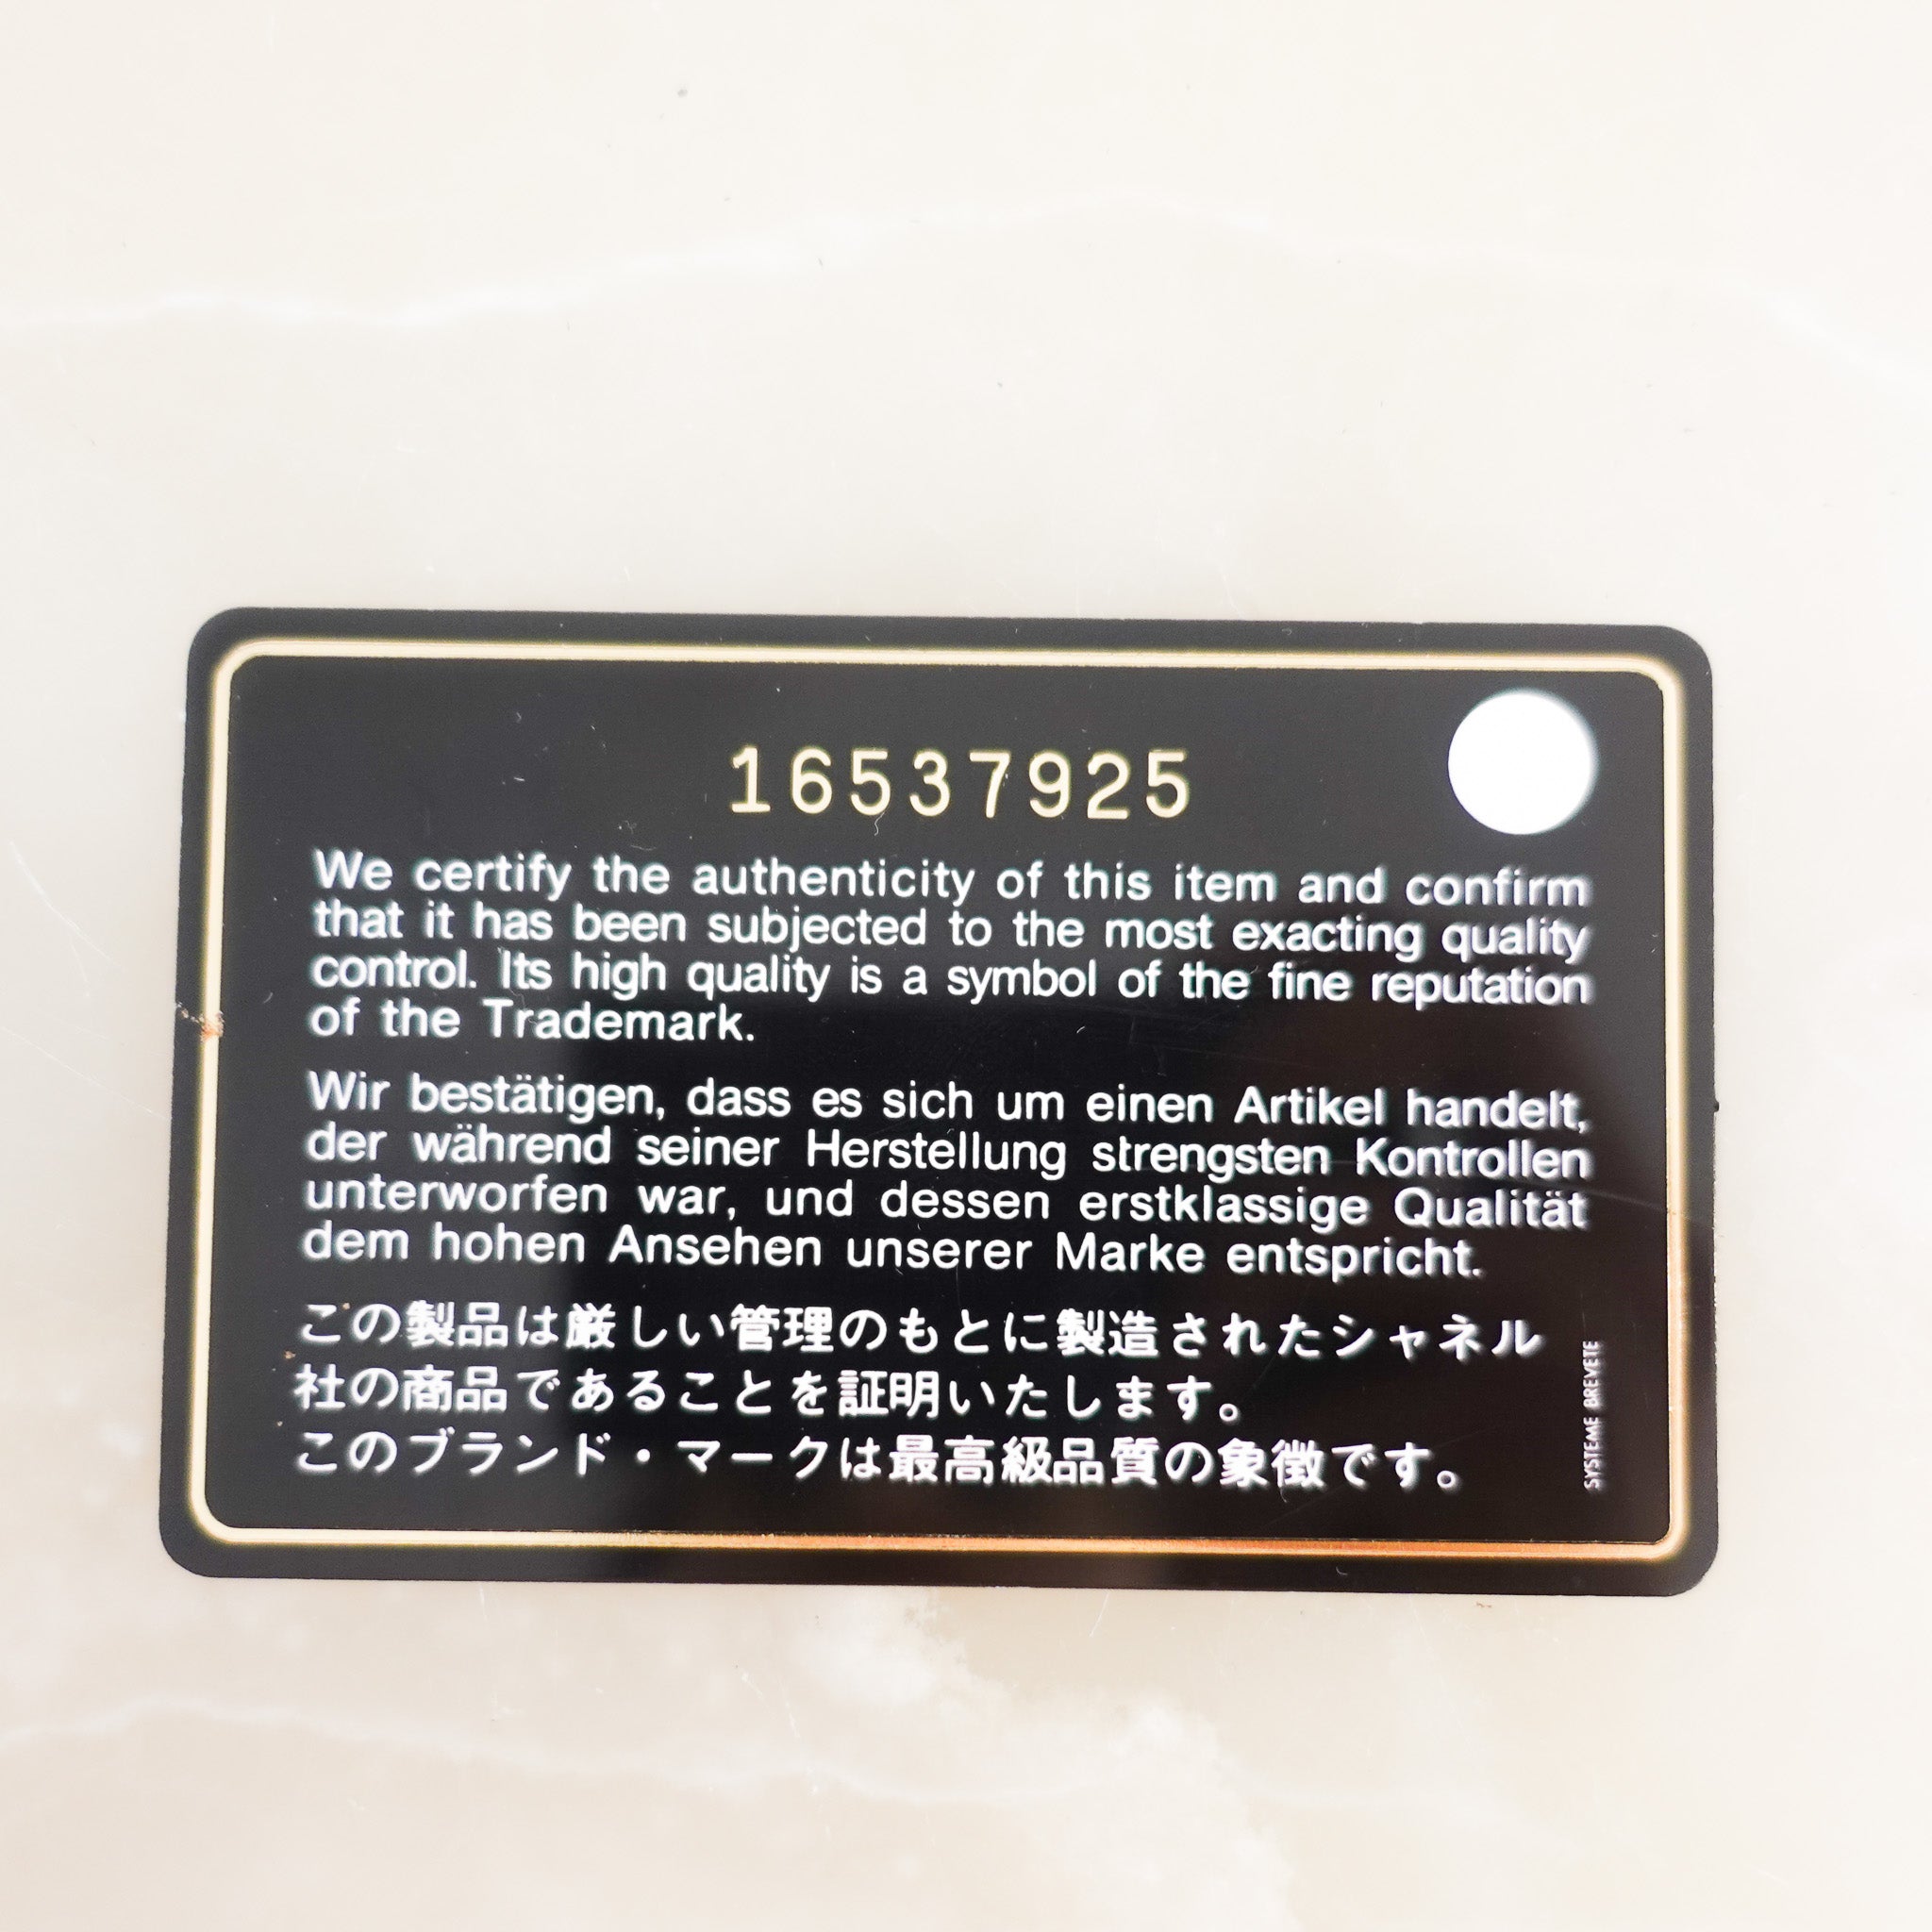 16537925
We certify the authenticity of this item and confirm
that it has been subjected to the most exacting quality
control. Its high quality is a symbol of the fine reputation
of the Trademark.
Wir bestätigen, dass es sich um einen Artikel handelt,
der während seiner Herstellung strengsten Kontrollen
unterworfen war, und dessen erstklassige Qualität
dem hohen Ansehen unserer Marke entspricht.
この製品は厳しい管理のもとに製造されたシャネル
社の商品であることを証明いたします。
このブランド・マークは最高級品質の象徴です。
SYSTEME BREVETE